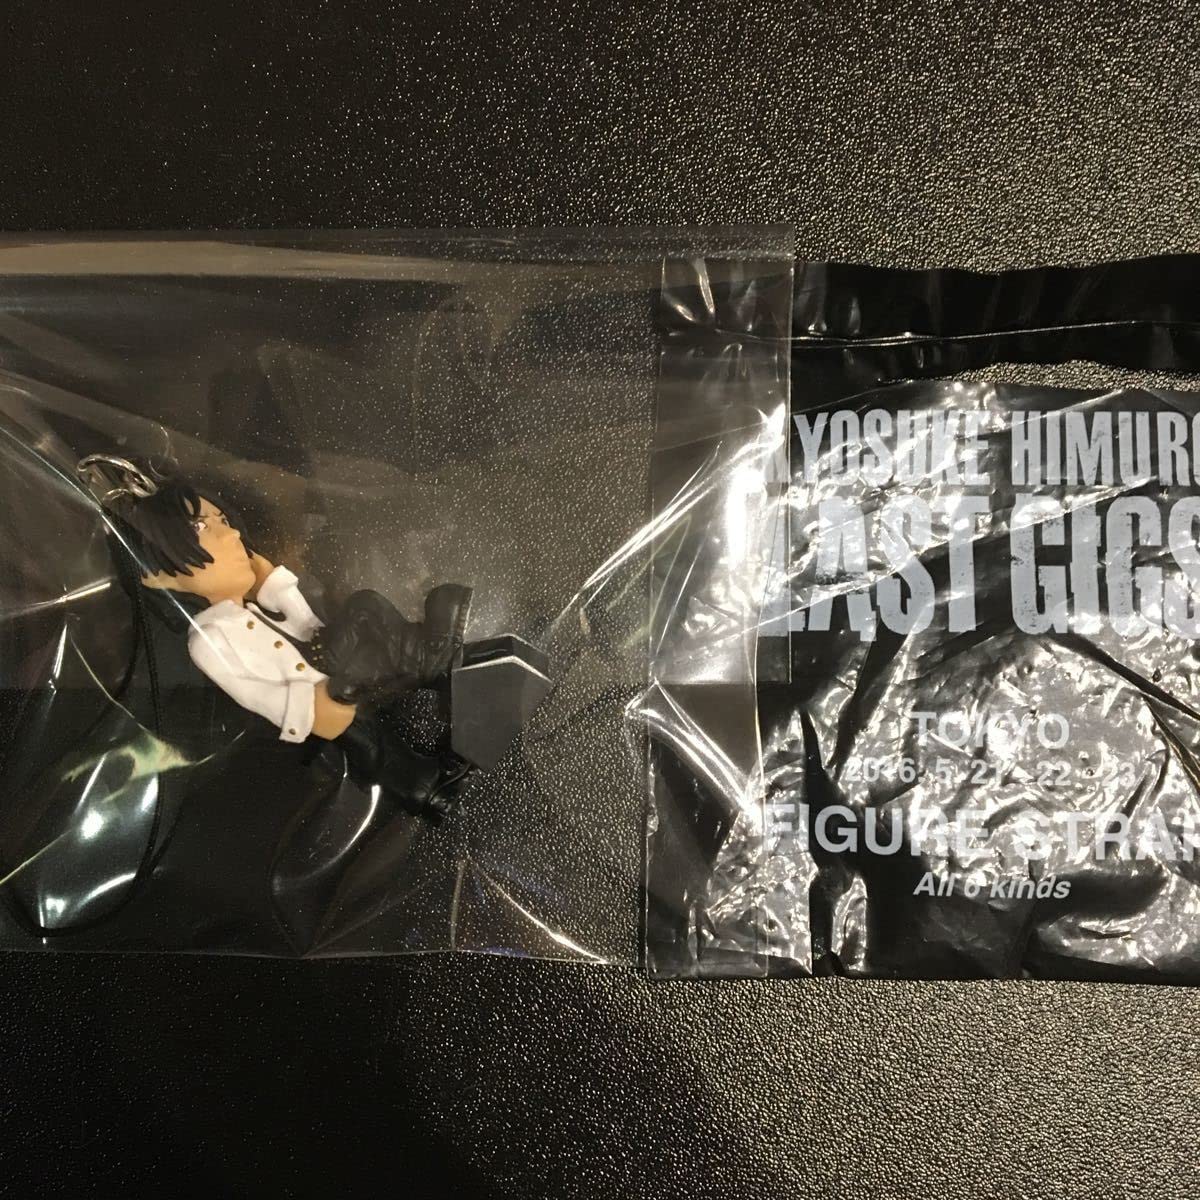 KYOSUKE HIMURO
LAST GIGS
TOKYO
2016. 5. 21 . 22 . 23
FIGURE STRAP
All 6 kinds